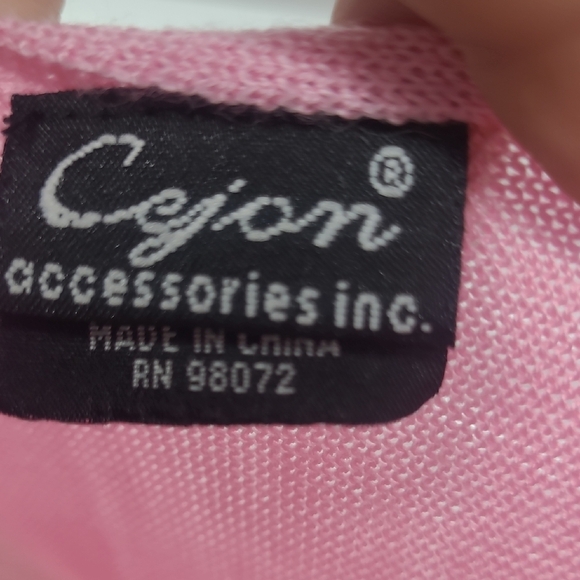 Cejon®
accessories inc.
MADE IN CHINA
RN 98072